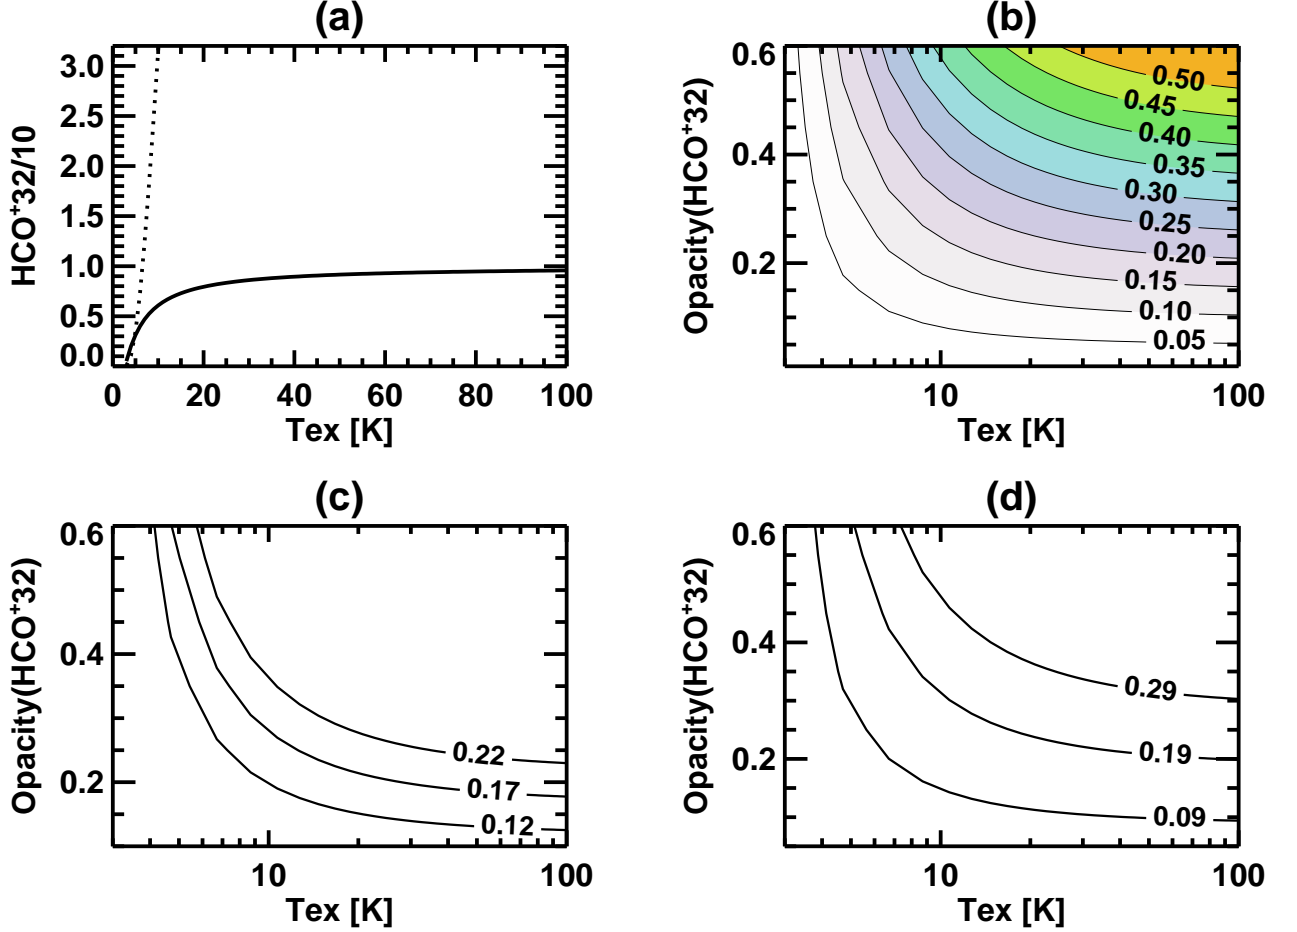 (a)
HCO⁺32/10
3.0
2.5
2.0
1.5
1.0
0.5
0.0
0 20 40 60 80 100
Tex [K]
(b)
Opacity(HCO⁺32)
0.6
0.4
0.2
0.50
0.45
0.40
0.35
0.30
0.25
0.20
0.15
0.10
0.05
10 100
Tex [K]
(c)
Opacity(HCO⁺32)
0.6
0.4
0.2
0.22
0.17
0.12
10 100
Tex [K]
(d)
Opacity(HCO⁺32)
0.6
0.4
0.2
0.29
0.19
0.09
10 100
Tex [K]